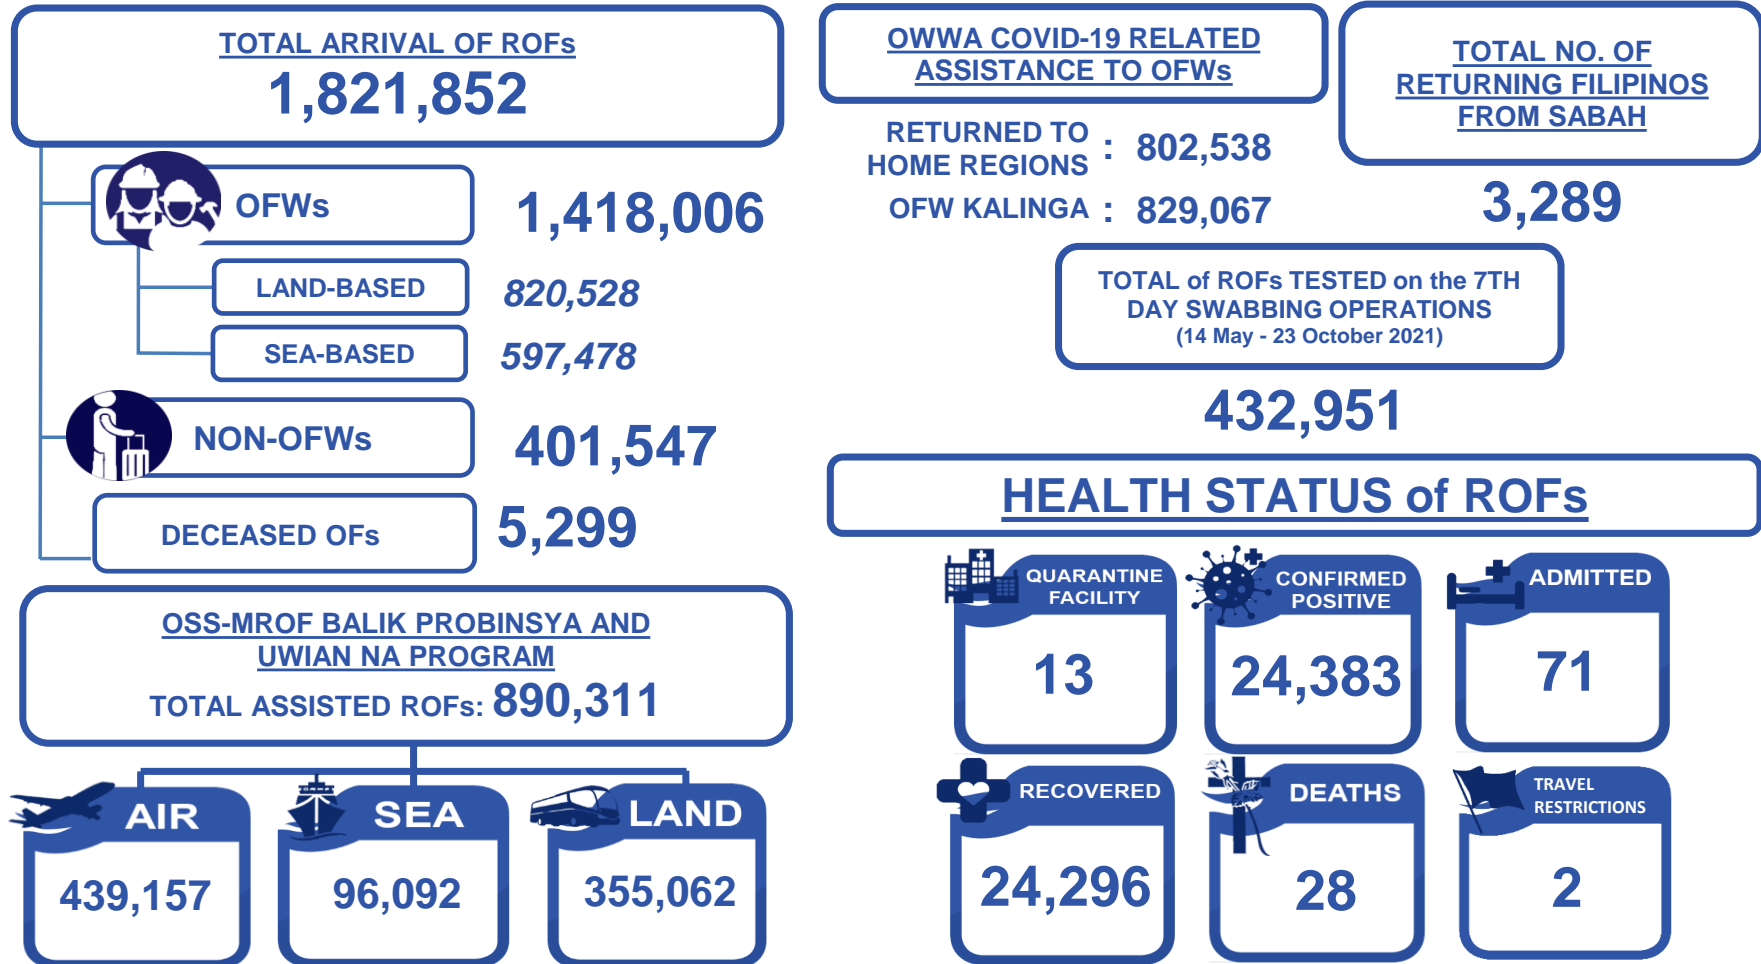 TOTAL ARRIVAL OF ROFs
1,821,852
OFWs
1,418,006
LAND-BASED
820,528
SEA-BASED
597,478
NON-OFWs
401,547
DECEASED OFs
5,299
OSS-MROF BALIK PROBINSYA AND
UWIAN NA PROGRAM
TOTAL ASSISTED ROFs: 890,311
AIR
439,157
SEA
96,092
LAND
355,062
OWWA COVID-19 RELATED
ASSISTANCE TO OFWs
RETURNED TO
HOME REGIONS : 802,538
OFW KALINGA : 829,067
TOTAL NO. OF
RETURNING FILIPINOS
FROM SABAH
3,289
TOTAL of ROFs TESTED on the 7TH
DAY SWABBING OPERATIONS
(14 May - 23 October 2021)
432,951
HEALTH STATUS of ROFs
QUARANTINE
FACILITY
13
CONFIRMED
POSITIVE
24,383
ADMITTED
71
RECOVERED
24,296
DEATHS
28
TRAVEL
RESTRICTIONS
2